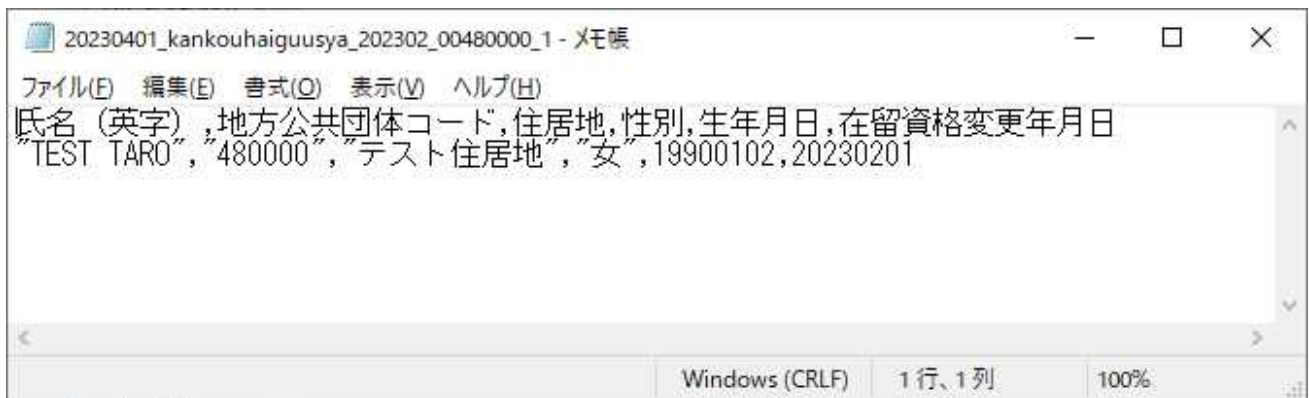 20230401_kankouhaiguusya_202302_00480000_1 - メモ帳
ファイル(F) 編集(E) 書式(O) 表示(V) ヘルプ(H)
氏名（英字）,地方公共団体コード,住居地,性別,生年月日,在留資格変更年月日
"TEST TARO","480000","テスト住居地","女",19900102,20230201
Windows (CRLF) 1 行、1 列 100%